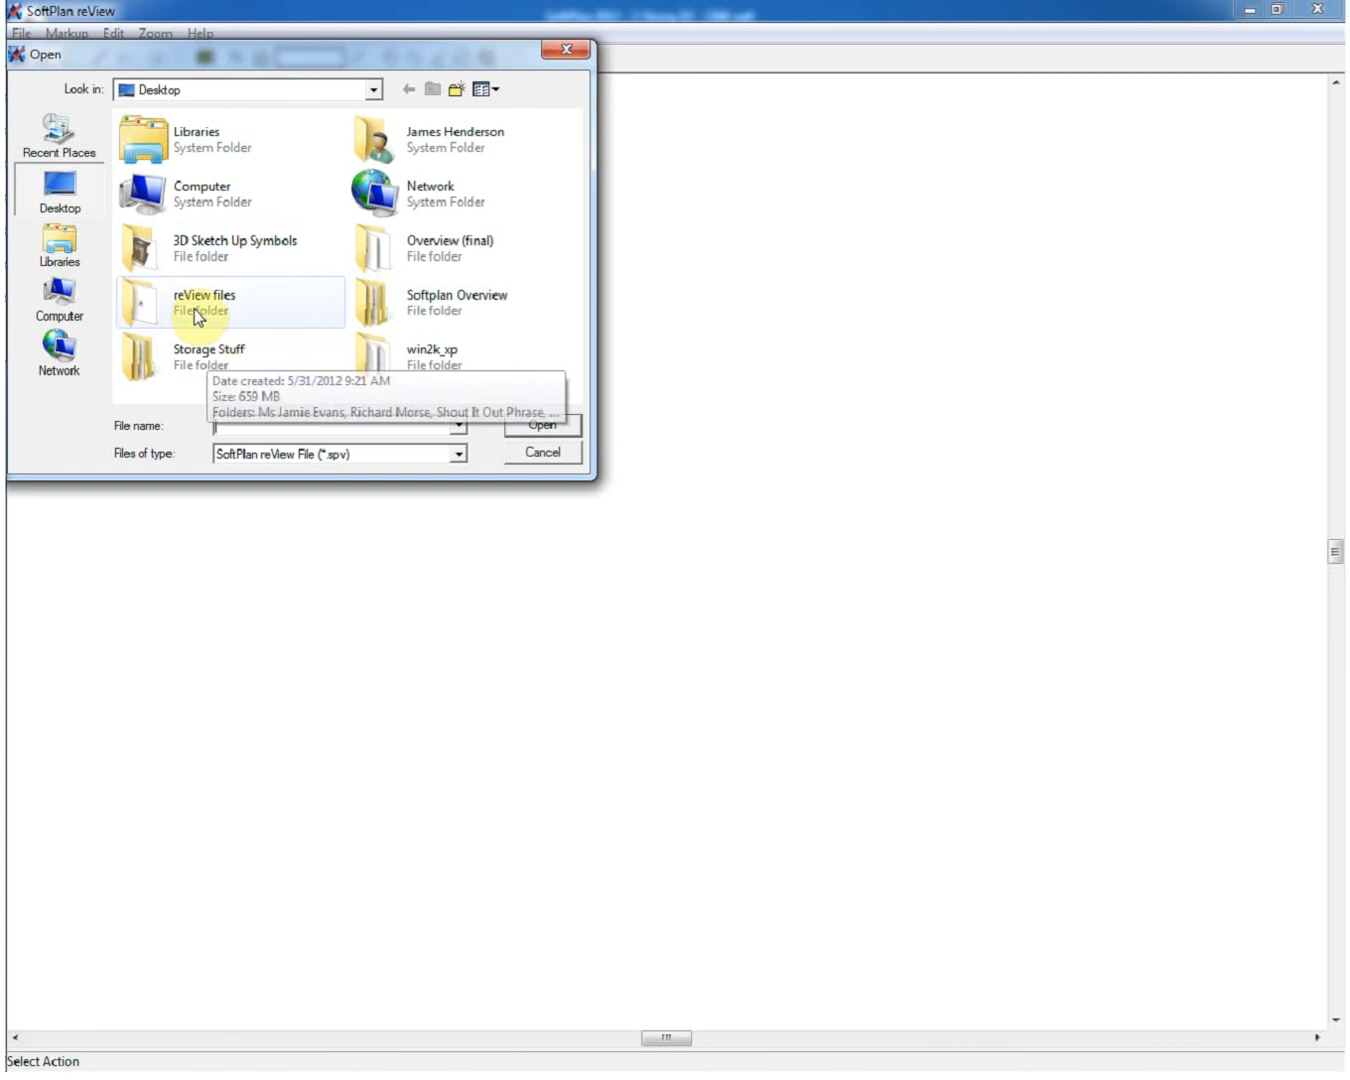 SoftPlan reView
File Markup Edit Zoom Help
Open
Look in: Desktop
Recent Places
Desktop
Libraries
Computer
Network
Libraries
System Folder
James Henderson
System Folder
Computer
System Folder
Network
System Folder
3D Sketch Up Symbols
File folder
Overview (final)
File folder
reView files
File folder
Softplan Overview
File folder
Storage Stuff
File folder
win2k_xp
File folder
Date created: 5/31/2012 9:21 AM
Size: 659 MB
Folders: Ms Jamie Evans, Richard Morse, Shout It Out Phrase, ...
File name:
Open
Files of type: SoftPlan reView File (*.spv)
Cancel
Select Action